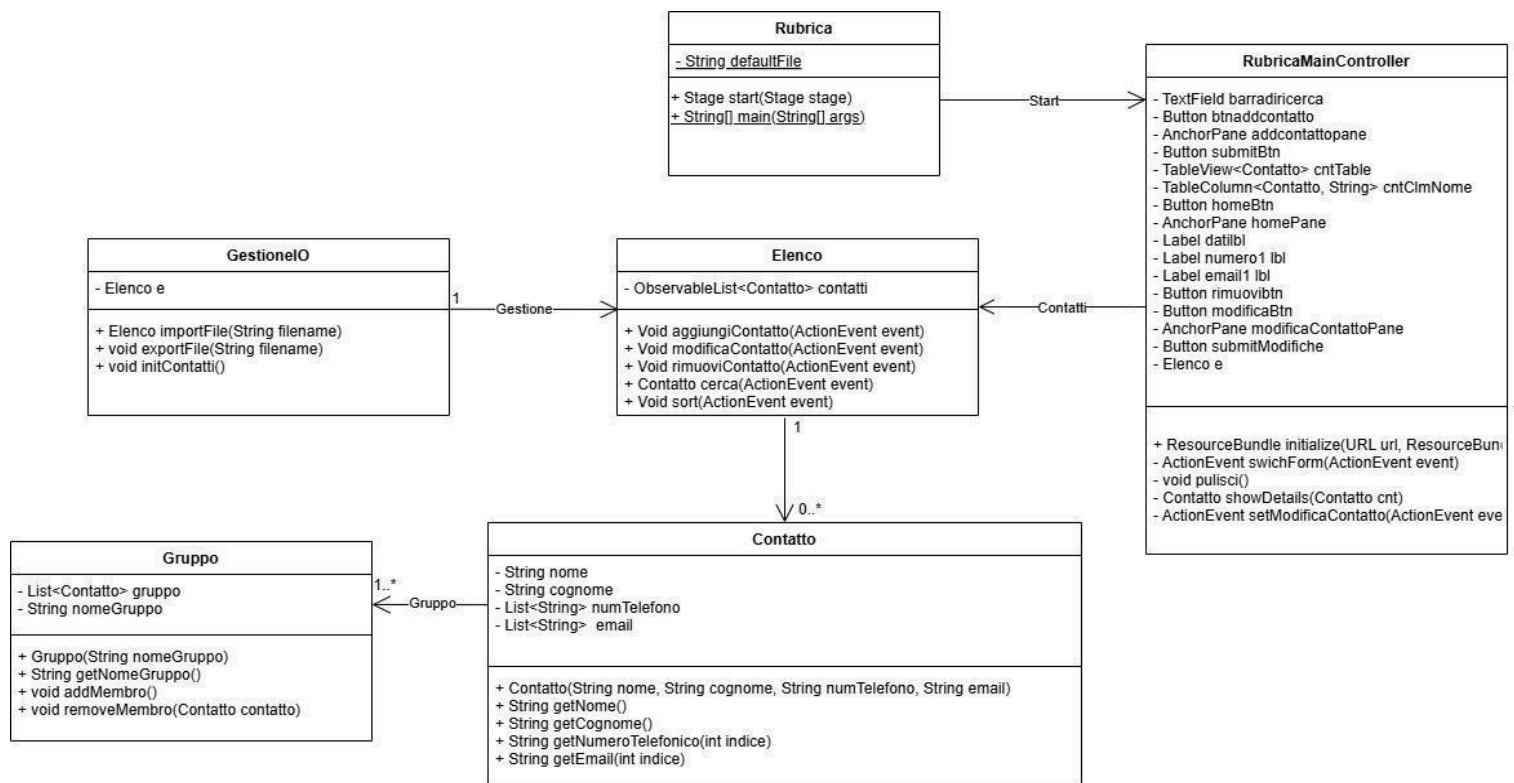 Rubrica
- String defaultFile
+ Stage start(Stage stage)
+ String[] main(String[] args)
Start
RubricaMainController
- TextField barradiricerca
- Button btnaddcontatto
- AnchorPane addcontattopane
- Button submitBtn
- TableView<Contatto> cntTable
- TableColumn<Contatto, String> cntClmNome
- Button homeBtn
- AnchorPane homePane
- Label datilbl
- Label numero1 lbl
- Label email1 lbl
- Button rimuovibtn
- Button modificaBtn
- AnchorPane modificaContattoPane
- Button submitModifiche
- Elenco e
+ ResourceBundle initialize(URL url, ResourceBun
- ActionEvent swichForm(ActionEvent event)
- void pulisci()
- Contatto showDetails(Contatto cnt)
- ActionEvent setModificaContatto(ActionEvent eve
GestioneIO
- Elenco e
+ Elenco importFile(String filename)
+ void exportFile(String filename)
+ void initContatti()
1
Gestione
Elenco
- ObservableList<Contatto> contatti
+ Void aggiungiContatto(ActionEvent event)
+ Void modificaContatto(ActionEvent event)
+ Void rimuoviContatto(ActionEvent event)
+ Contatto cerca(ActionEvent event)
+ Void sort(ActionEvent event)
Contatti
1
0..*
Gruppo
- List<Contatto> gruppo
- String nomeGruppo
+ Gruppo(String nomeGruppo)
+ String getNomeGruppo()
+ void addMembro()
+ void removeMembro(Contatto contatto)
1..*
Gruppo
Contatto
- String nome
- String cognome
- List<String> numTelefono
- List<String> email
+ Contatto(String nome, String cognome, String numTelefono, String email)
+ String getNome()
+ String getCognome()
+ String getNumeroTelefonico(int indice)
+ String getEmail(int indice)